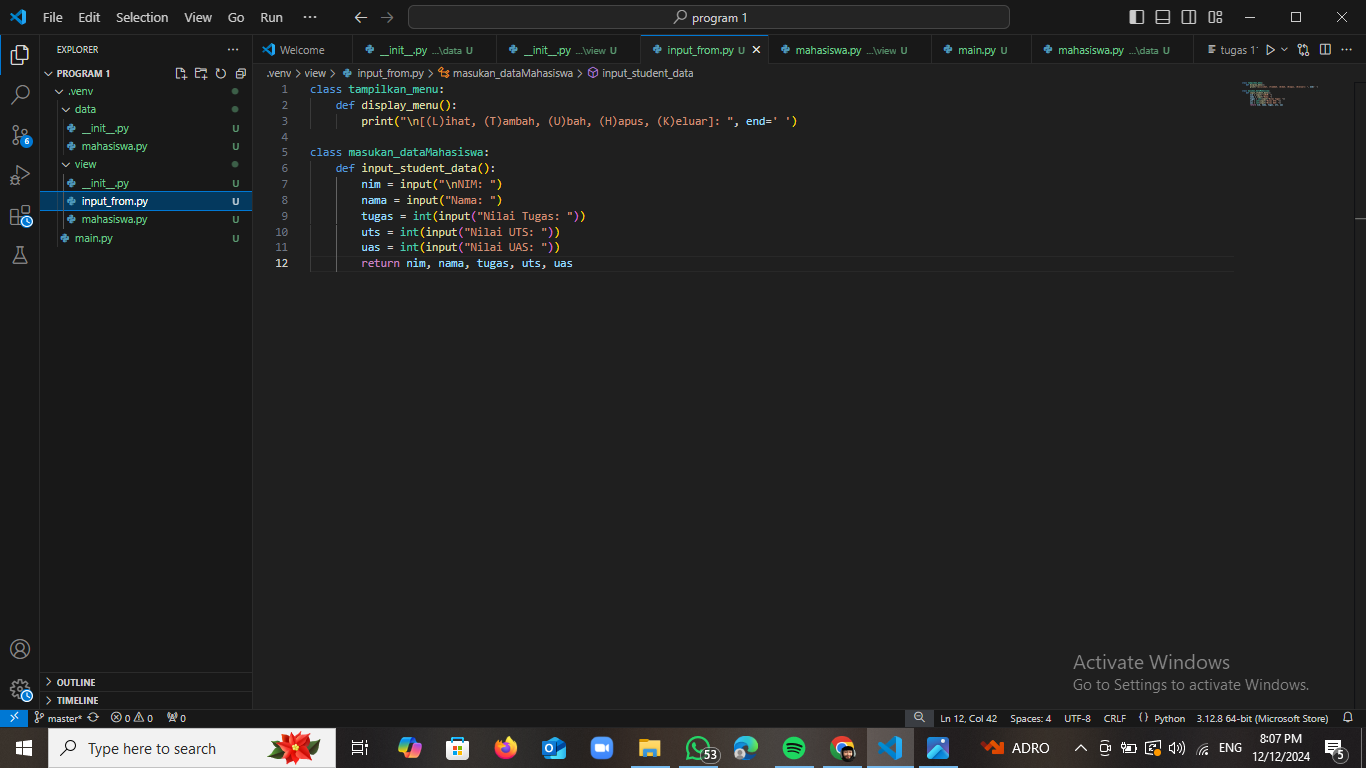 File Edit Selection View Go Run ··· program 1
EXPLORER ···
PROGRAM 1
.venv
data
__init__.py U
mahasiswa.py U
view
__init__.py U
input_from.py U
mahasiswa.py U
main.py U
OUTLINE
TIMELINE
Welcome __init__.py ...\data U __init__.py ...\view U input_from.py U mahasiswa.py ...\view U main.py U mahasiswa.py ...\data U tugas 1
.venv > view > input_from.py > masukan_dataMahasiswa > input_student_data
1 class tampilkan_menu:
2 def display_menu():
3 print("\n[(L)ihat, (T)ambah, (U)bah, (H)apus, (K)eluar]: ", end=' ')
4
5 class masukan_dataMahasiswa:
6 def input_student_data():
7 nim = input("\nNIM: ")
8 nama = input("Nama: ")
9 tugas = int(input("Nilai Tugas: "))
10 uts = int(input("Nilai UTS: "))
11 uas = int(input("Nilai UAS: "))
12 return nim, nama, tugas, uts, uas
Activate Windows
Go to Settings to activate Windows.
6
master* 0 0 0 Ln 12, Col 42 Spaces: 4 UTF-8 CRLF {} Python 3.12.8 64-bit (Microsoft Store)
Type here to search 53 ADRO ENG 8:07 PM
12/12/2024 5